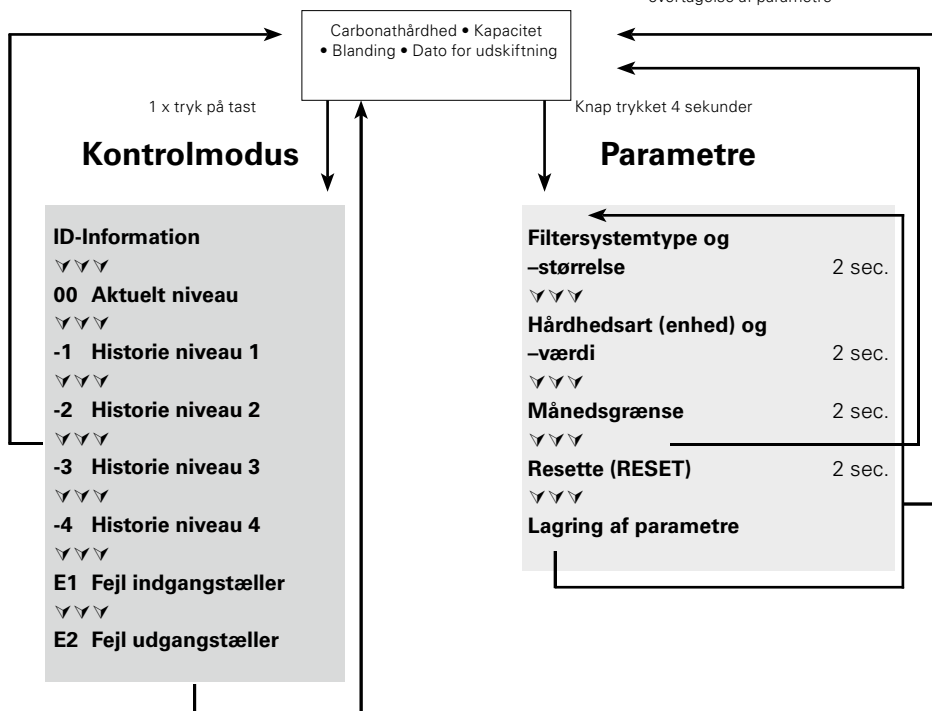 overtagelse af parametre
Carbonathårdhed • Kapacitet
• Blanding • Dato for udskiftning
1 x tryk på tast
Knap trykket 4 sekunder
Kontrolmodus
Parametre
ID-Information
00 Aktuelt niveau
-1 Historie niveau 1
-2 Historie niveau 2
-3 Historie niveau 3
-4 Historie niveau 4
E1 Fejl indgangstæller
E2 Fejl udgangstæller
Filtersystemtype og
–størrelse 2 sec.
Hårdhedsart (enhed) og
–værdi 2 sec.
Månedsgrænse 2 sec.
Resette (RESET) 2 sec.
Lagring af parametre